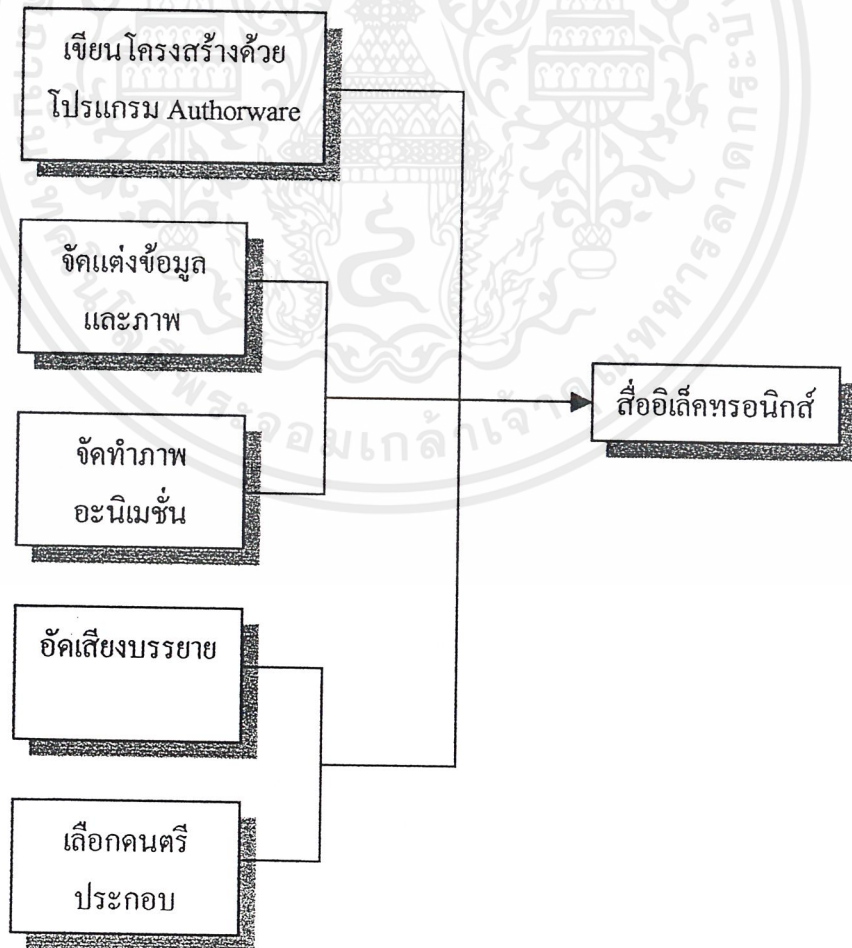 เขียนโครงสร้างด้วย
โปรแกรม Authorware
จัดแต่งข้อมูล
และภาพ
จัดทำภาพ
อะนิเมชั่น
สื่ออิเล็คทรอนิกส์
อัดเสียงบรรยาย
เลือกดนตรี
ประกอบ